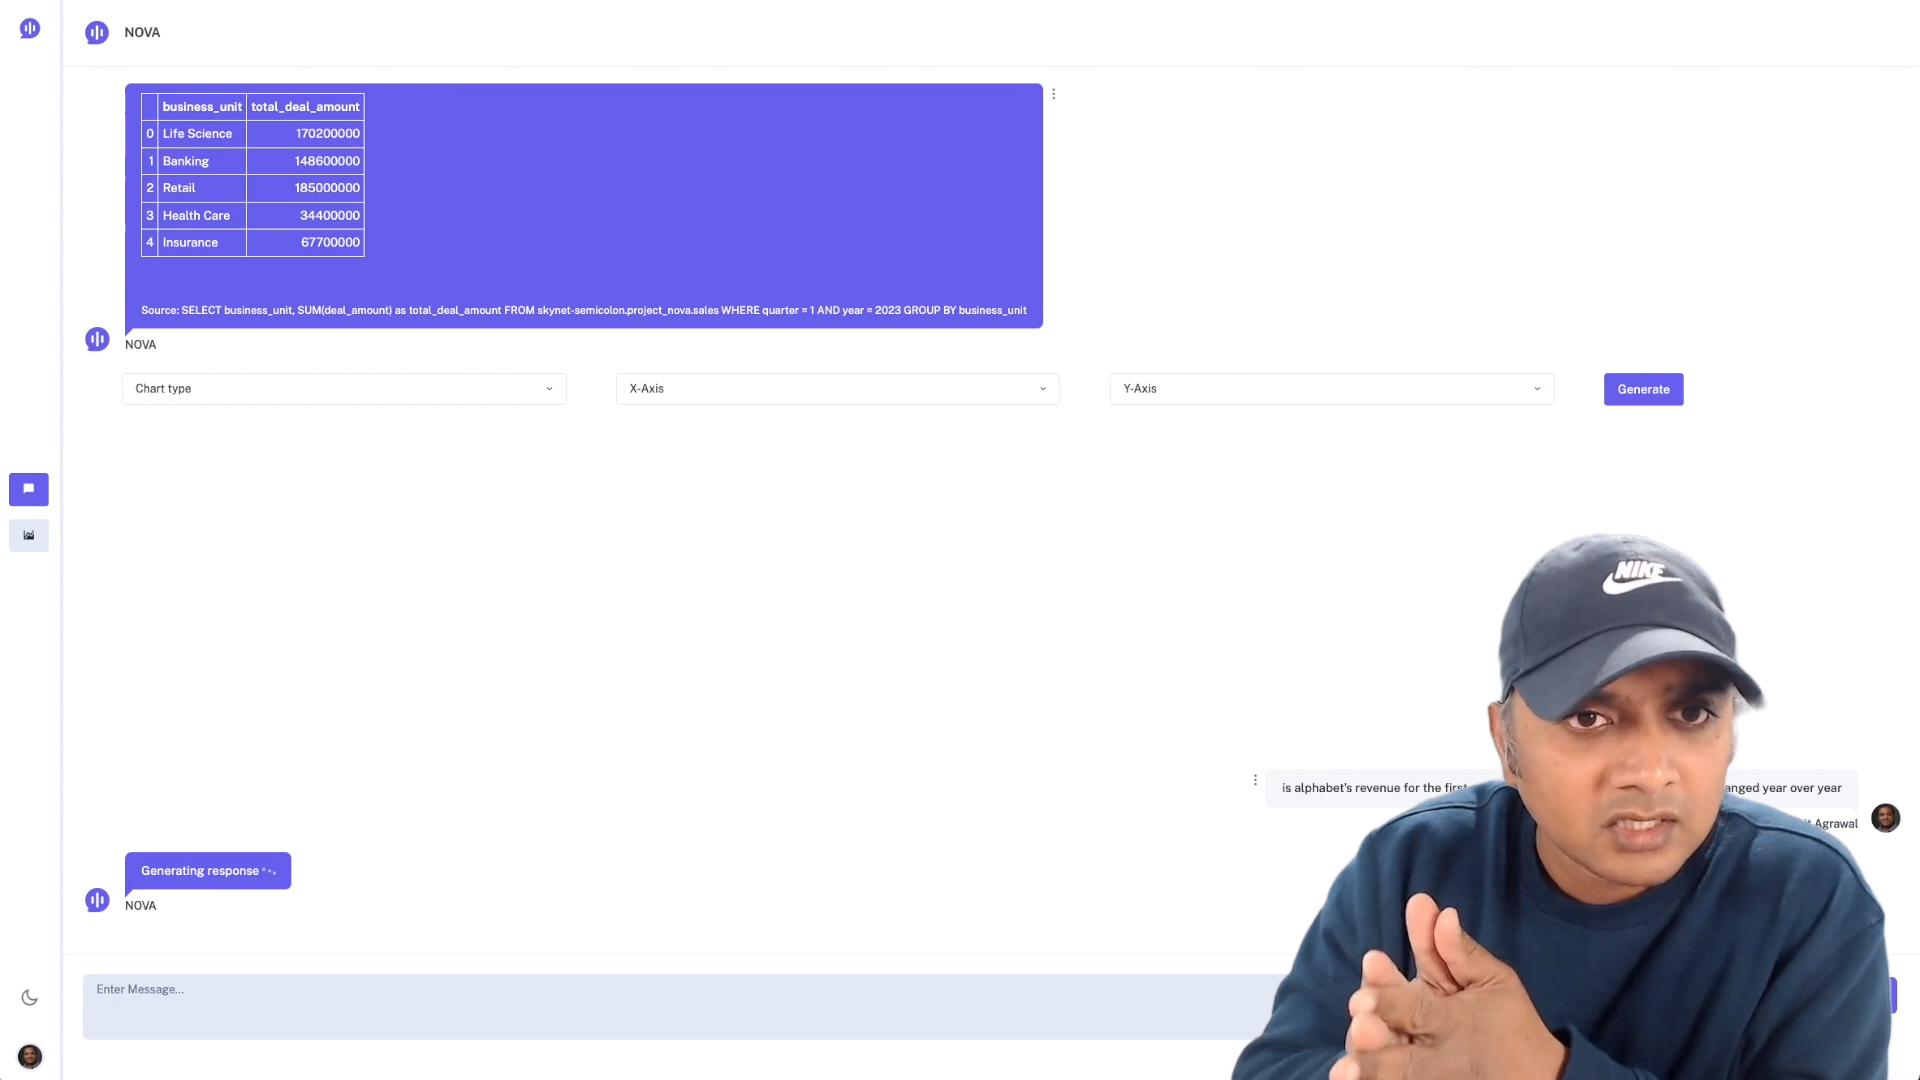 NOVA
business_unit total_deal_amount
0 Life Science 170200000
1 Banking 148600000
2 Retail 185000000
3 Health Care 34400000
4 Insurance 67700000
Source: SELECT business_unit, SUM(deal_amount) as total_deal_amount FROM skynet-semicolon.project_nova.sales WHERE quarter = 1 AND year = 2023 GROUP BY business_unit
NOVA
Chart type X-Axis Y-Axis Generate
NIKE
is alphabet's revenue for the first year over year
Agrawal
Generating response
NOVA
Enter Message...